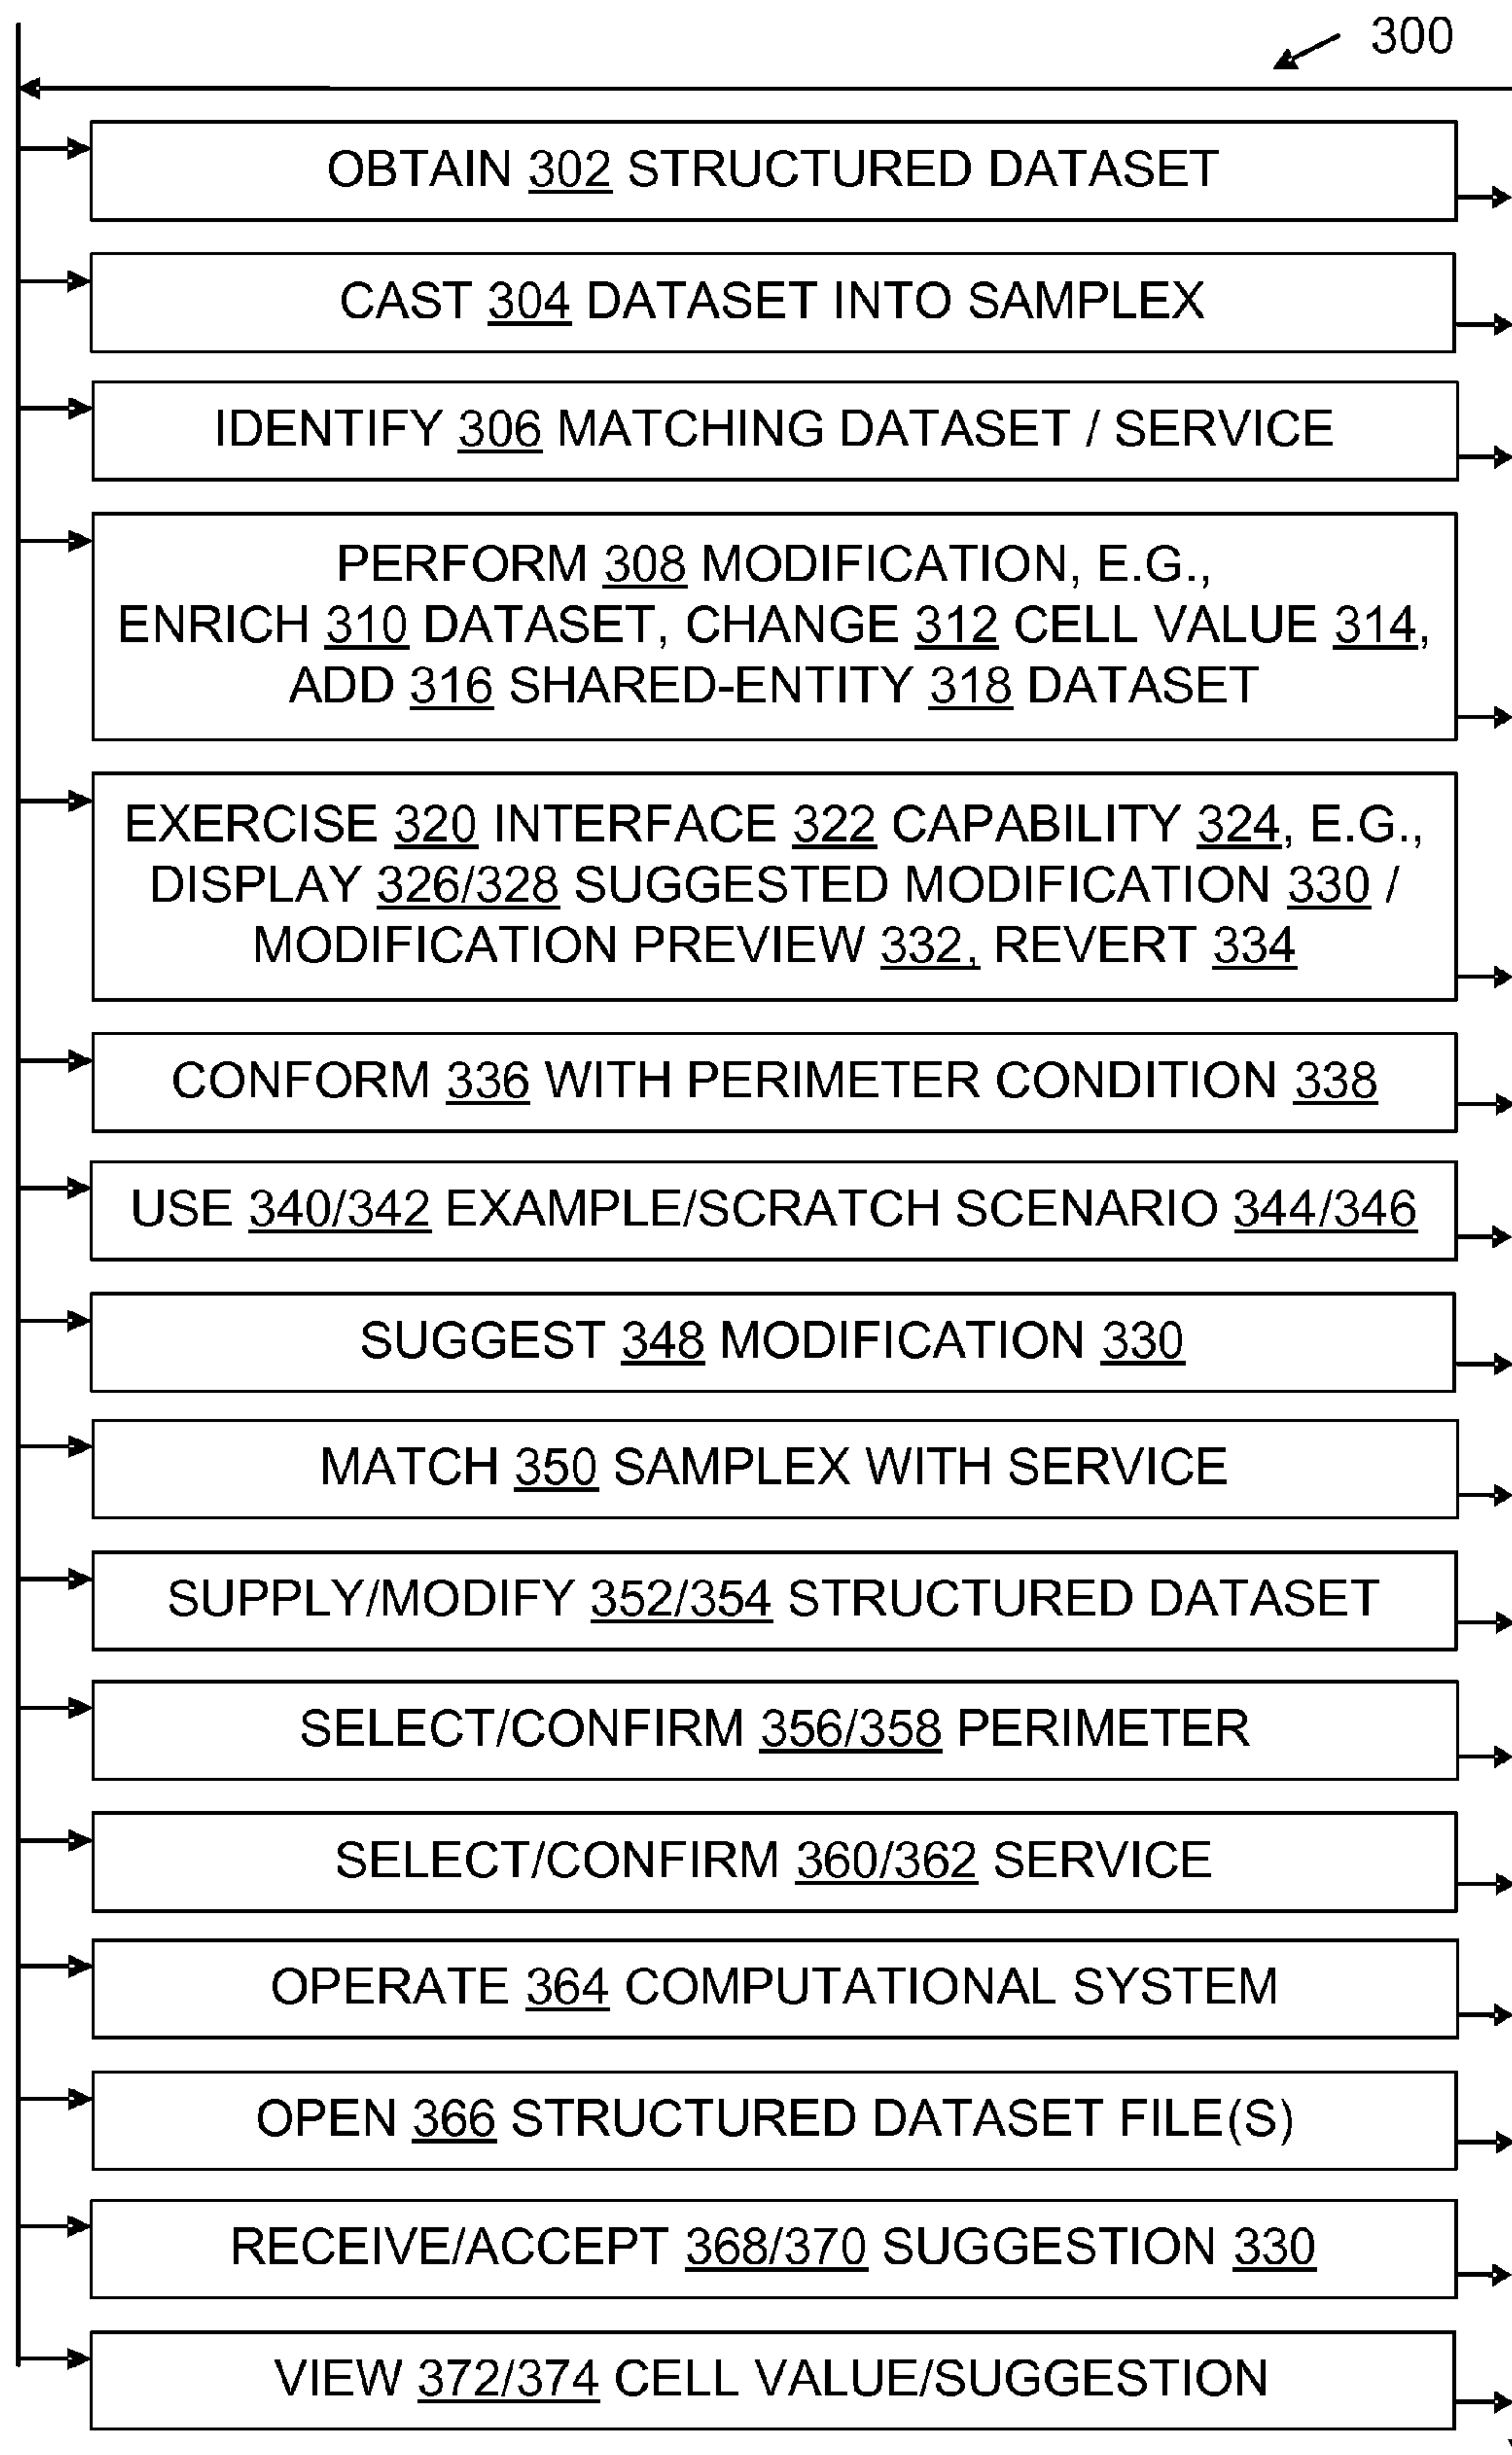 300
OBTAIN 302 STRUCTURED DATASET
CAST 304 DATASET INTO SAMPLEX
IDENTIFY 306 MATCHING DATASET / SERVICE
PERFORM 308 MODIFICATION, E.G.,
ENRICH 310 DATASET, CHANGE 312 CELL VALUE 314,
ADD 316 SHARED-ENTITY 318 DATASET
EXERCISE 320 INTERFACE 322 CAPABILITY 324, E.G.,
DISPLAY 326/328 SUGGESTED MODIFICATION 330 /
MODIFICATION PREVIEW 332, REVERT 334
CONFORM 336 WITH PERIMETER CONDITION 338
USE 340/342 EXAMPLE/SCRATCH SCENARIO 344/346
SUGGEST 348 MODIFICATION 330
MATCH 350 SAMPLEX WITH SERVICE
SUPPLY/MODIFY 352/354 STRUCTURED DATASET
SELECT/CONFIRM 356/358 PERIMETER
SELECT/CONFIRM 360/362 SERVICE
OPERATE 364 COMPUTATIONAL SYSTEM
OPEN 366 STRUCTURED DATASET FILE(S)
RECEIVE/ACCEPT 368/370 SUGGESTION 330
VIEW 372/374 CELL VALUE/SUGGESTION